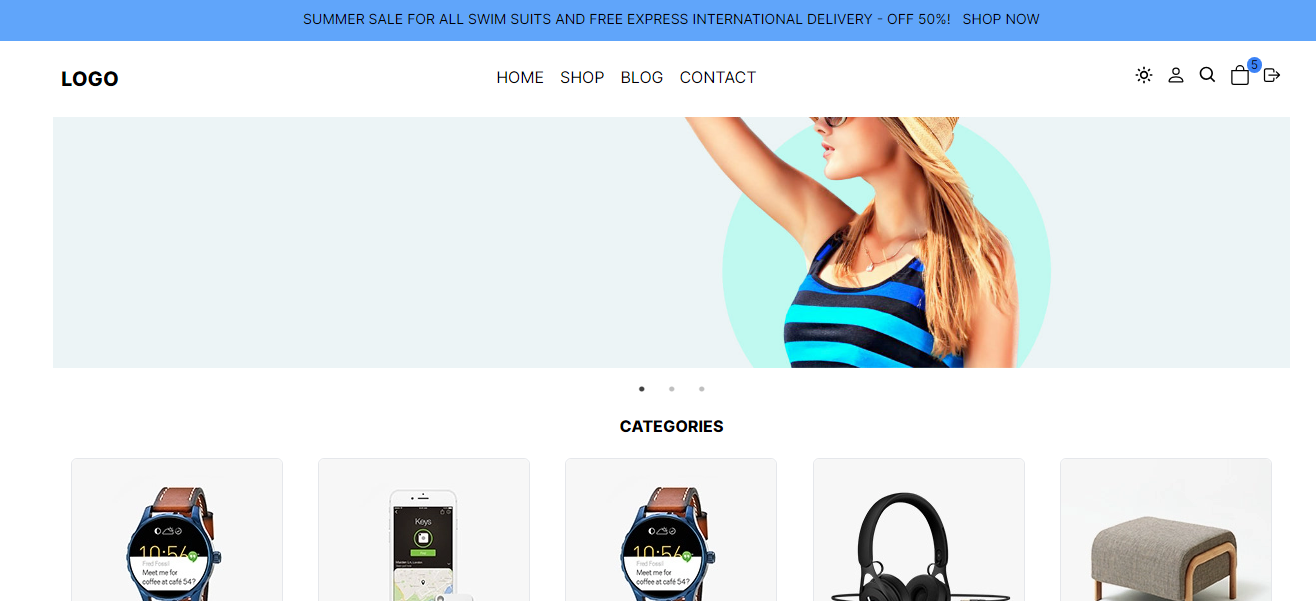 SUMMER SALE FOR ALL SWIM SUITS AND FREE EXPRESS INTERNATIONAL DELIVERY - OFF 50%! SHOP NOW
LOGO
HOME SHOP BLOG CONTACT
5
CATEGORIES
10:56
Fred Fossil
Meet me for
coffee at café 54?
Keys
10:56
Fred Fossil
Meet me for
coffee at café 54?